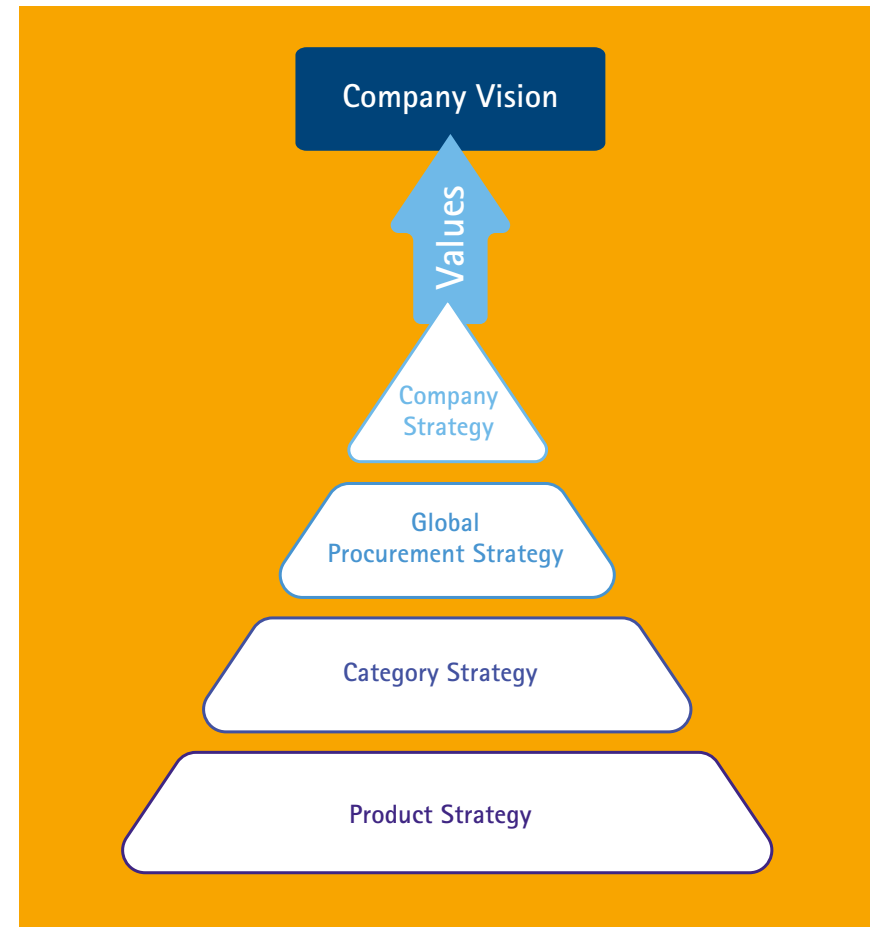 Company Vision
Values
Company
Strategy
Global
Procurement Strategy
Category Strategy
Product Strategy